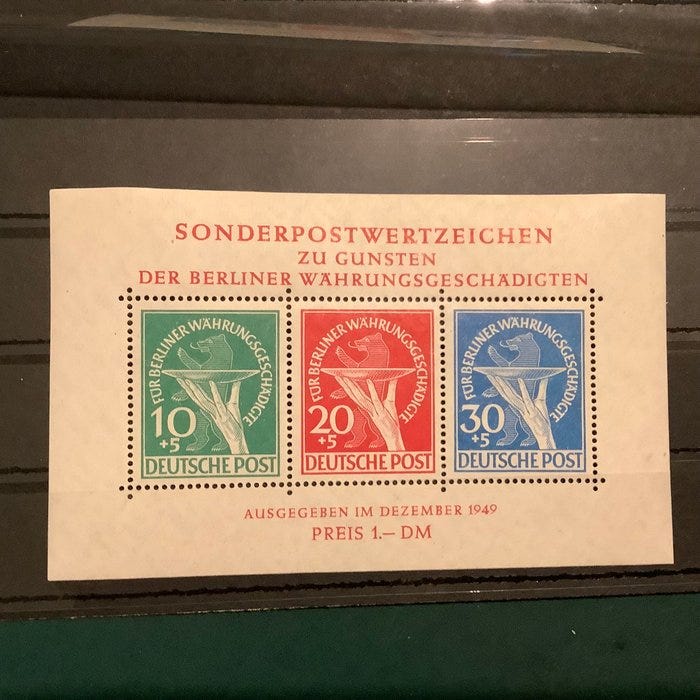 SONDERPOSTWERTZEICHEN
ZU GUNSTEN
DER BERLINER WÄHRUNGSGESCHÄDIGTEN
FÜR BERLINER WÄHRUNGSGESCHÄDIGTE
10
+5
DEUTSCHE POST
FÜR BERLINER WÄHRUNGSGESCHÄDIGTE
20
+5
DEUTSCHE POST
FÜR BERLINER WÄHRUNGSGESCHÄDIGTE
30
+5
DEUTSCHE POST
AUSGEGEBEN IM DEZEMBER 1949
PREIS 1.— DM